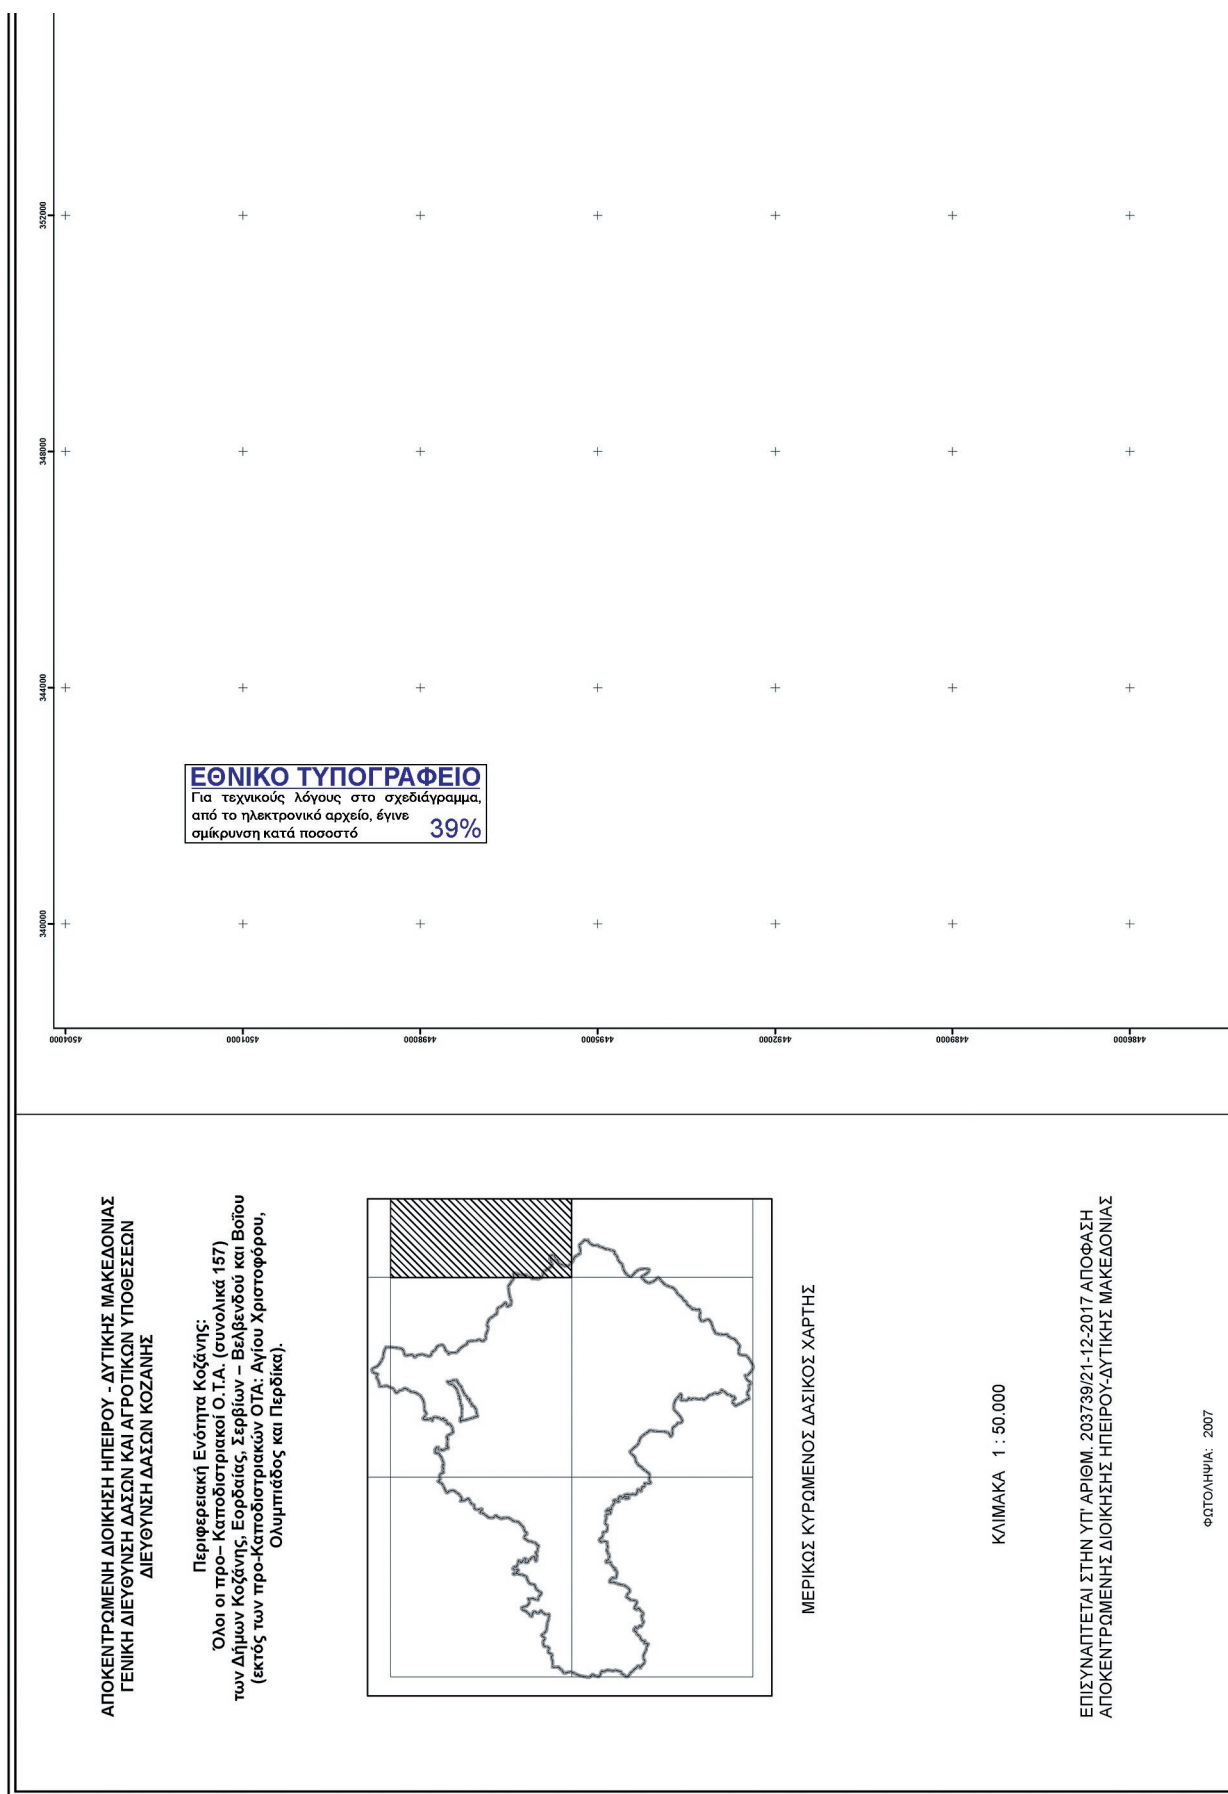 352000
348000
344000
340000
4504000
4501000
4498000
4495000
4492000
4489000
4486000
ΕΘΝΙΚΟ ΤΥΠΟΓΡΑΦΕΙΟ
Για τεχνικούς λόγους στο σχεδιάγραμμα,
από το ηλεκτρονικό αρχείο, έγινε
σμίκρυνση κατά ποσοστό 39%
ΑΠΟΚΕΝΤΡΩΜΕΝΗ ΔΙΟΙΚΗΣΗ ΗΠΕΙΡΟΥ - ΔΥΤΙΚΗΣ ΜΑΚΕΔΟΝΙΑΣ
ΓΕΝΙΚΗ ΔΙΕΥΘΥΝΣΗ ΔΑΣΩΝ ΚΑΙ ΑΓΡΟΤΙΚΩΝ ΥΠΟΘΕΣΕΩΝ
ΔΙΕΥΘΥΝΣΗ ΔΑΣΩΝ ΚΟΖΑΝΗΣ
Περιφερειακή Ενότητα Κοζάνης:
Όλοι οι προ– Καποδιστριακοί Ο.Τ.Α. (συνολικά 157)
των Δήμων Κοζάνης, Εορδαίας, Σερβίων – Βελβενδού και Βοΐου
(εκτός των προ-Καποδιστριακών ΟΤΑ: Αγίου Χριστοφόρου,
Ολυμπιάδος και Περδίκα).
ΜΕΡΙΚΩΣ ΚΥΡΩΜΕΝΟΣ ΔΑΣΙΚΟΣ ΧΑΡΤΗΣ
ΚΛΙΜΑΚΑ 1 : 50.000
ΕΠΙΣΥΝΑΠΤΕΤΑΙ ΣΤΗΝ ΥΠ' ΑΡΙΘΜ. 203739/21-12-2017 ΑΠΟΦΑΣΗ
ΑΠΟΚΕΝΤΡΩΜΕΝΗΣ ΔΙΟΙΚΗΣΗΣ ΗΠΕΙΡΟΥ-ΔΥΤΙΚΗΣ ΜΑΚΕΔΟΝΙΑΣ
ΦΩΤΟΛΗΨΙΑ: 2007